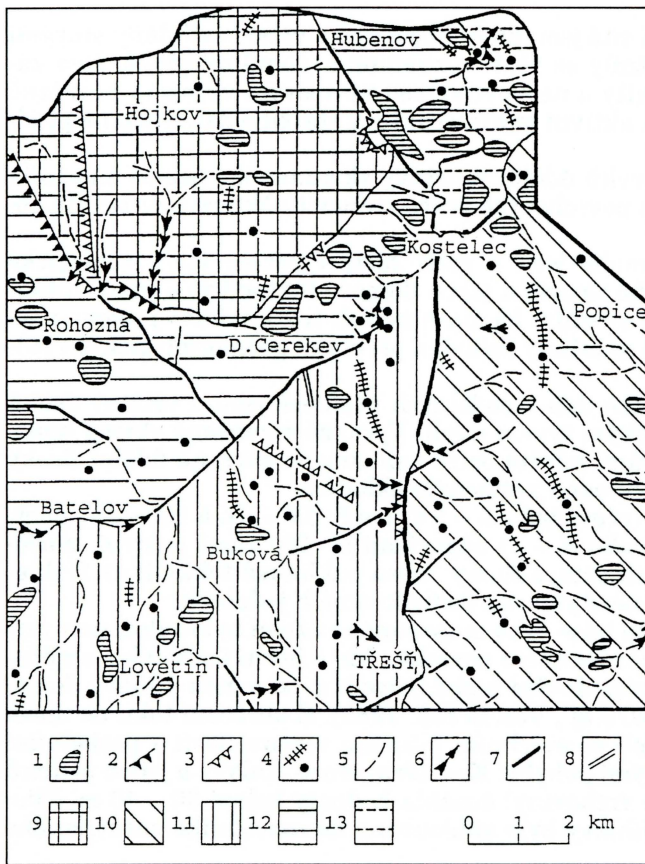 Hubenov
Hojkov
Kostelec
Popice
Rohozná
D.Cerekev
Batelov
Buková
Lovětín
TŘEŠŤ
1 2 3 4 5 6 7 8
9 10 11 12 13 0 1 2 km